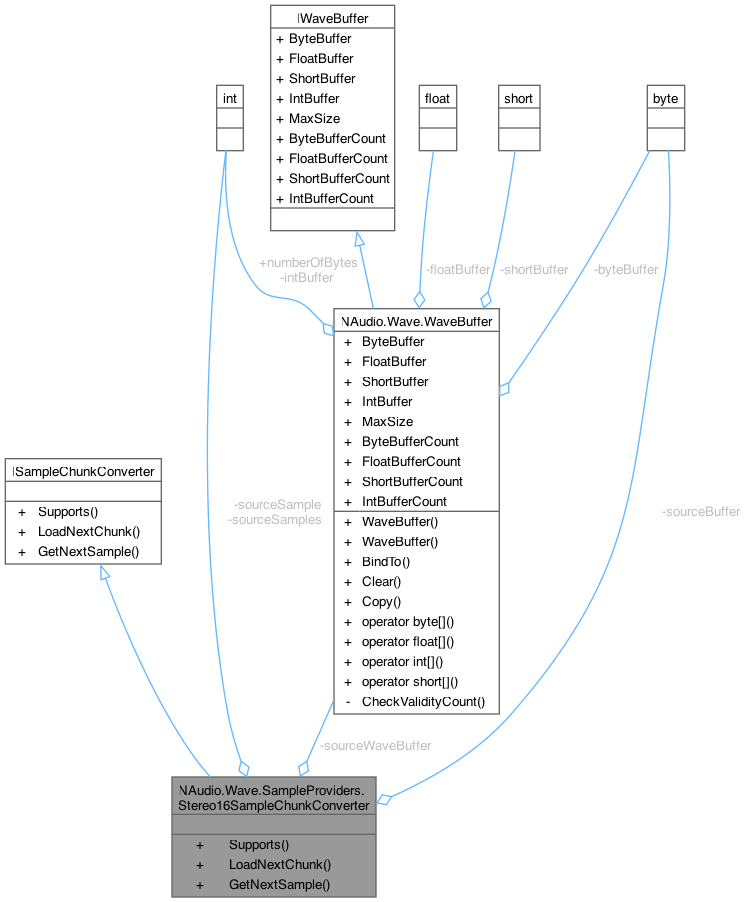 IWaveBuffer
+ ByteBuffer
+ FloatBuffer
+ ShortBuffer
+ IntBuffer
+ MaxSize
+ ByteBufferCount
+ FloatBufferCount
+ ShortBufferCount
+ IntBufferCount
int
float
short
byte
+numberOfBytes
-intBuffer
-floatBuffer
-shortBuffer
-byteBuffer
NAudio.Wave.WaveBuffer
+ ByteBuffer
+ FloatBuffer
+ ShortBuffer
+ IntBuffer
+ MaxSize
+ ByteBufferCount
+ FloatBufferCount
+ ShortBufferCount
+ IntBufferCount
+ WaveBuffer()
+ WaveBuffer()
+ BindTo()
+ Clear()
+ Copy()
+ operator byte[]()
+ operator float[]()
+ operator int[]()
+ operator short[]()
- CheckValidityCount()
ISampleChunkConverter
+ Supports()
+ LoadNextChunk()
+ GetNextSample()
-sourceSample
-sourceSamples
-sourceBuffer
-sourceWaveBuffer
NAudio.Wave.SampleProviders.
Stereo16SampleChunkConverter
+ Supports()
+ LoadNextChunk()
+ GetNextSample()